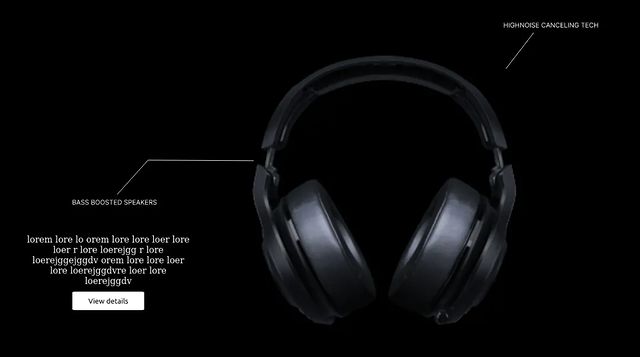 HIGHNOISE CANCELING TECH
BASS BOOSTED SPEAKERS
lorem lore lo orem lore lore loer lore
loer r lore loerejgg r lore
loerejggejggdv orem lore lore loer
lore loerejggdvre loer lore
loerejggdv
View details